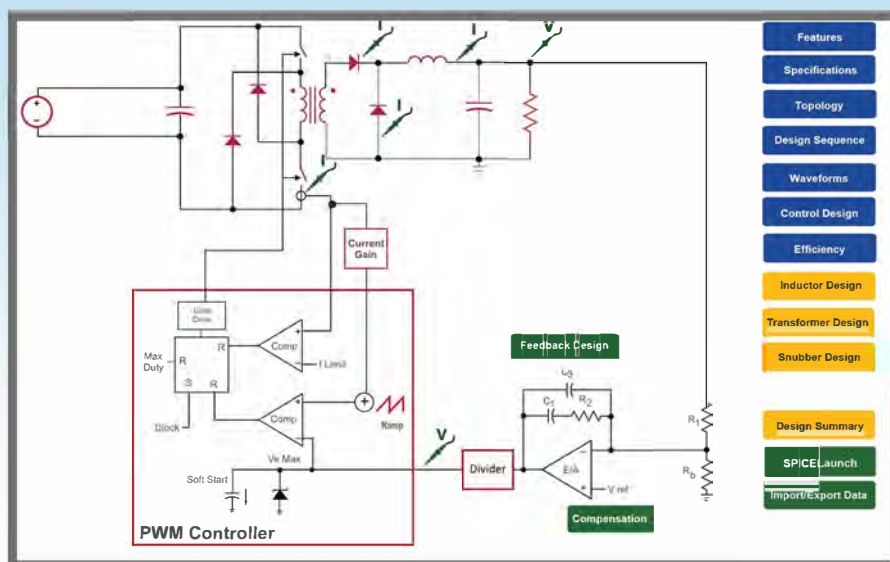 I
I
V
I
I
Features
Specifications
Topology
Design Sequence
Waveforms
Control Design
Efficiency
Inductor Design
Transformer Design
Snubber Design
Design Summary
SPICE Launch
Import/Export Data
Current
Gain
Max
Duty
R
R
S
R
Clock
Comp
I Limit
Comp
Ramp
Ve Max
Soft Start
PWM Controller
V
Divider
Feedback Design
C3
C1
R2
E/A
V ref
Compensation
R1
Rb